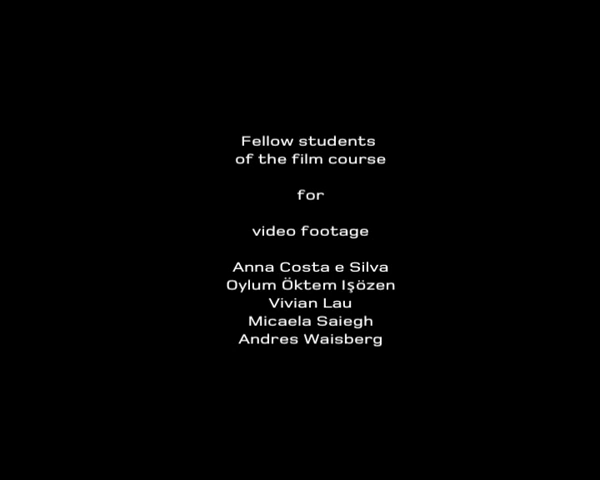 Fellow students
of the film course
for
video footage
Anna Costa e Silva
Oylum Öktem Işözen
Vivian Lau
Micaela Saiegh
Andres Waisberg